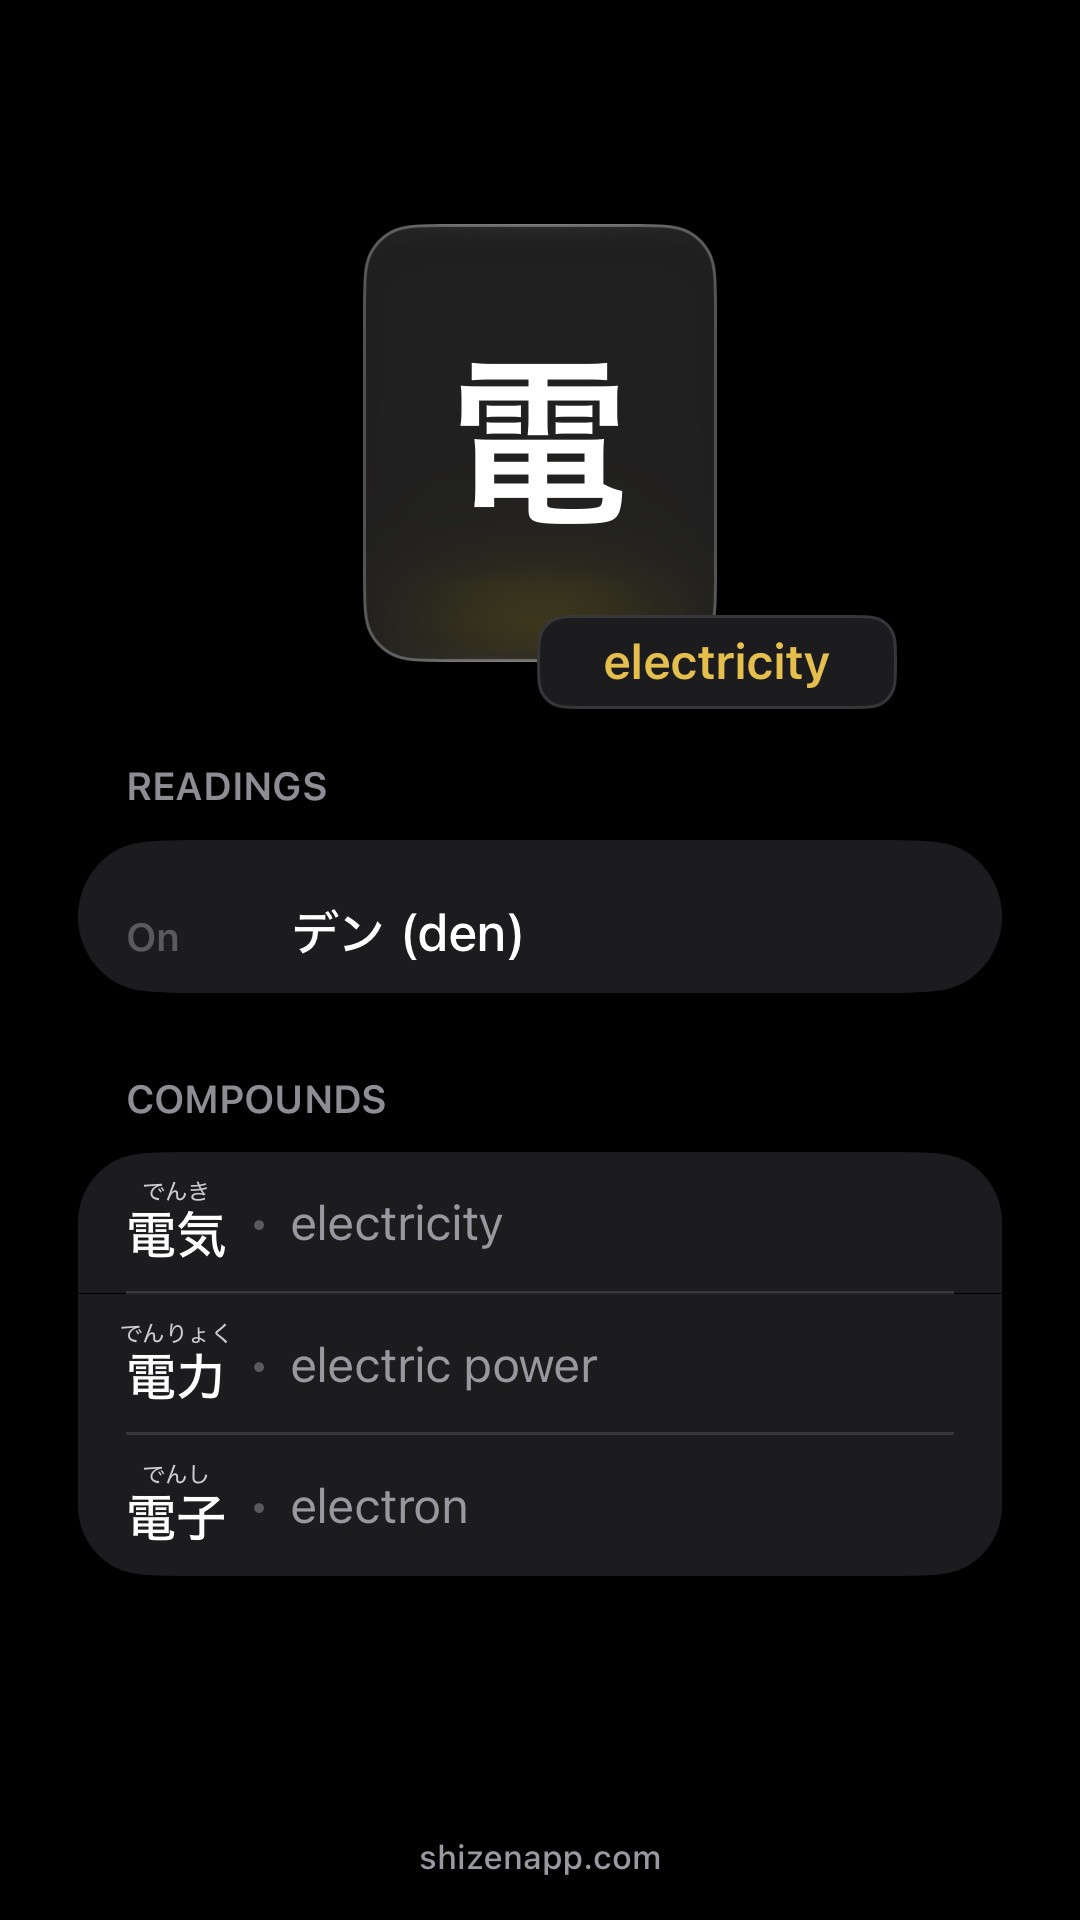 電
electricity
READINGS
On デン (den)
COMPOUNDS
でんき
電気 • electricity
でんりょく
電力 • electric power
でんし
電子 • electron
shizenapp.com